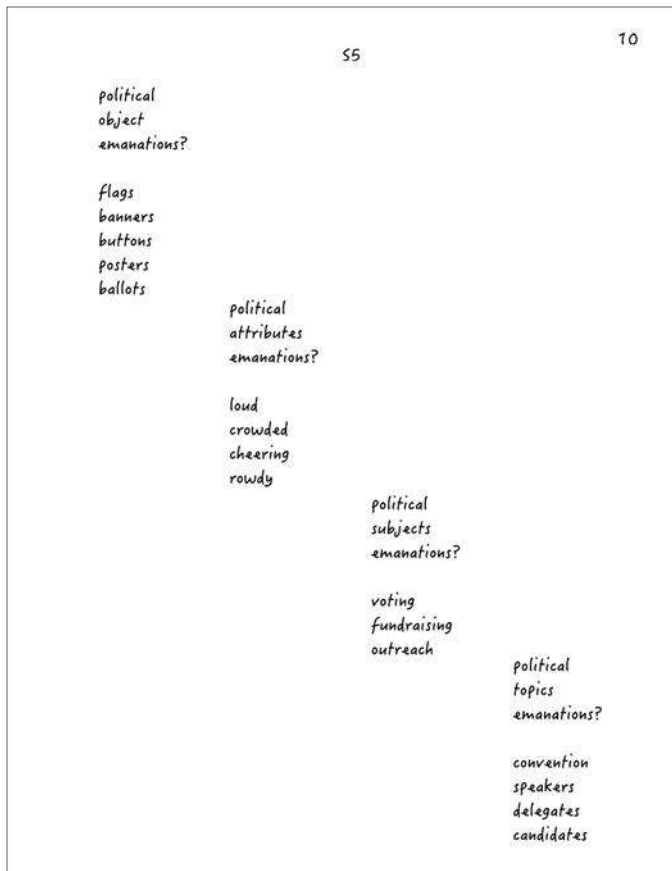 10
S5
political
object
emanations?
flags
banners
buttons
posters
ballots
political
attributes
emanations?
loud
crowded
cheering
rowdy
political
subjects
emanations?
voting
fundraising
outreach
political
topics
emanations?
convention
speakers
delegates
candidates